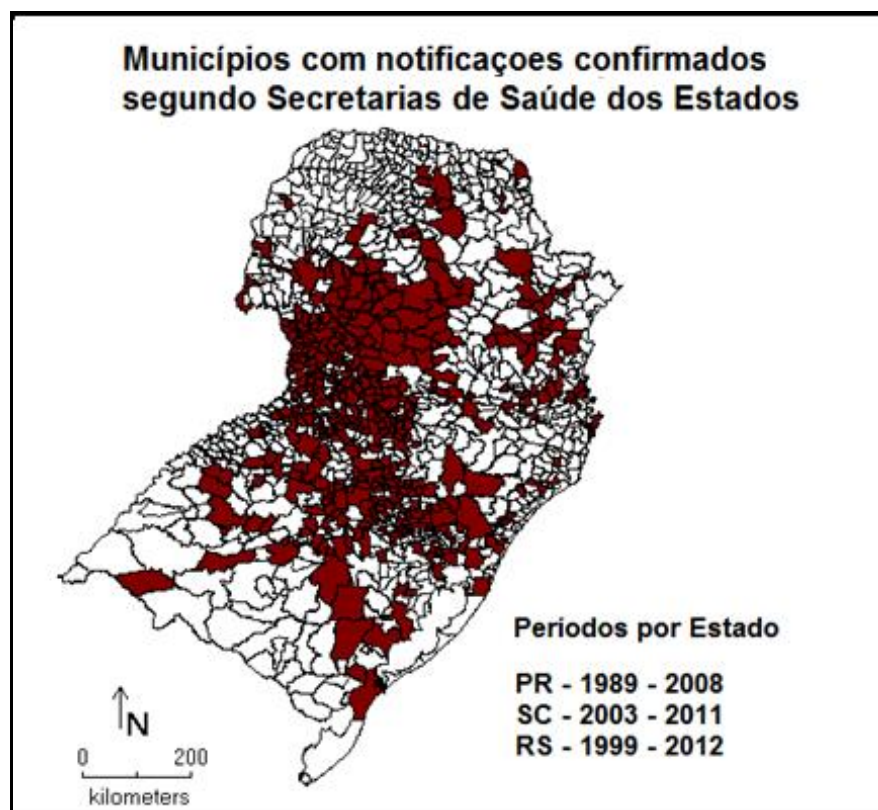 Municípios com notificaçoes confirmados
segundo Secretarias de Saúde dos Estados
Periodos por Estado
PR - 1989 - 2008
SC - 2003 - 2011
RS - 1999 - 2012
N
0 200
kilometers